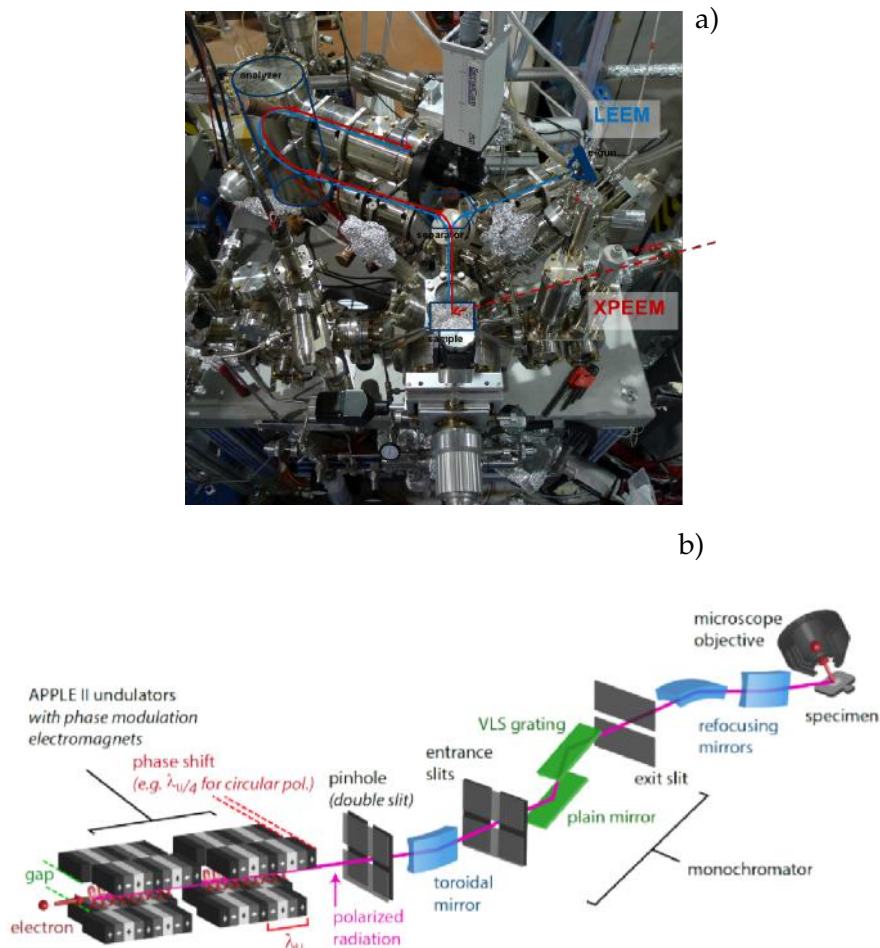 a)
analyzer
LEEM
e-gun
separator
XPEEM
sample
b)
microscope
objective
APPLE II undulators
with phase modulation
electromagnets
VLS grating
specimen
phase shift
(e.g. λU/4 for circular pol.)
pinhole
(double slit)
entrance
slits
refocusing
mirrors
exit slit
plain mirror
gap
monochromator
toroidal
mirror
electron
polarized
radiation
λU